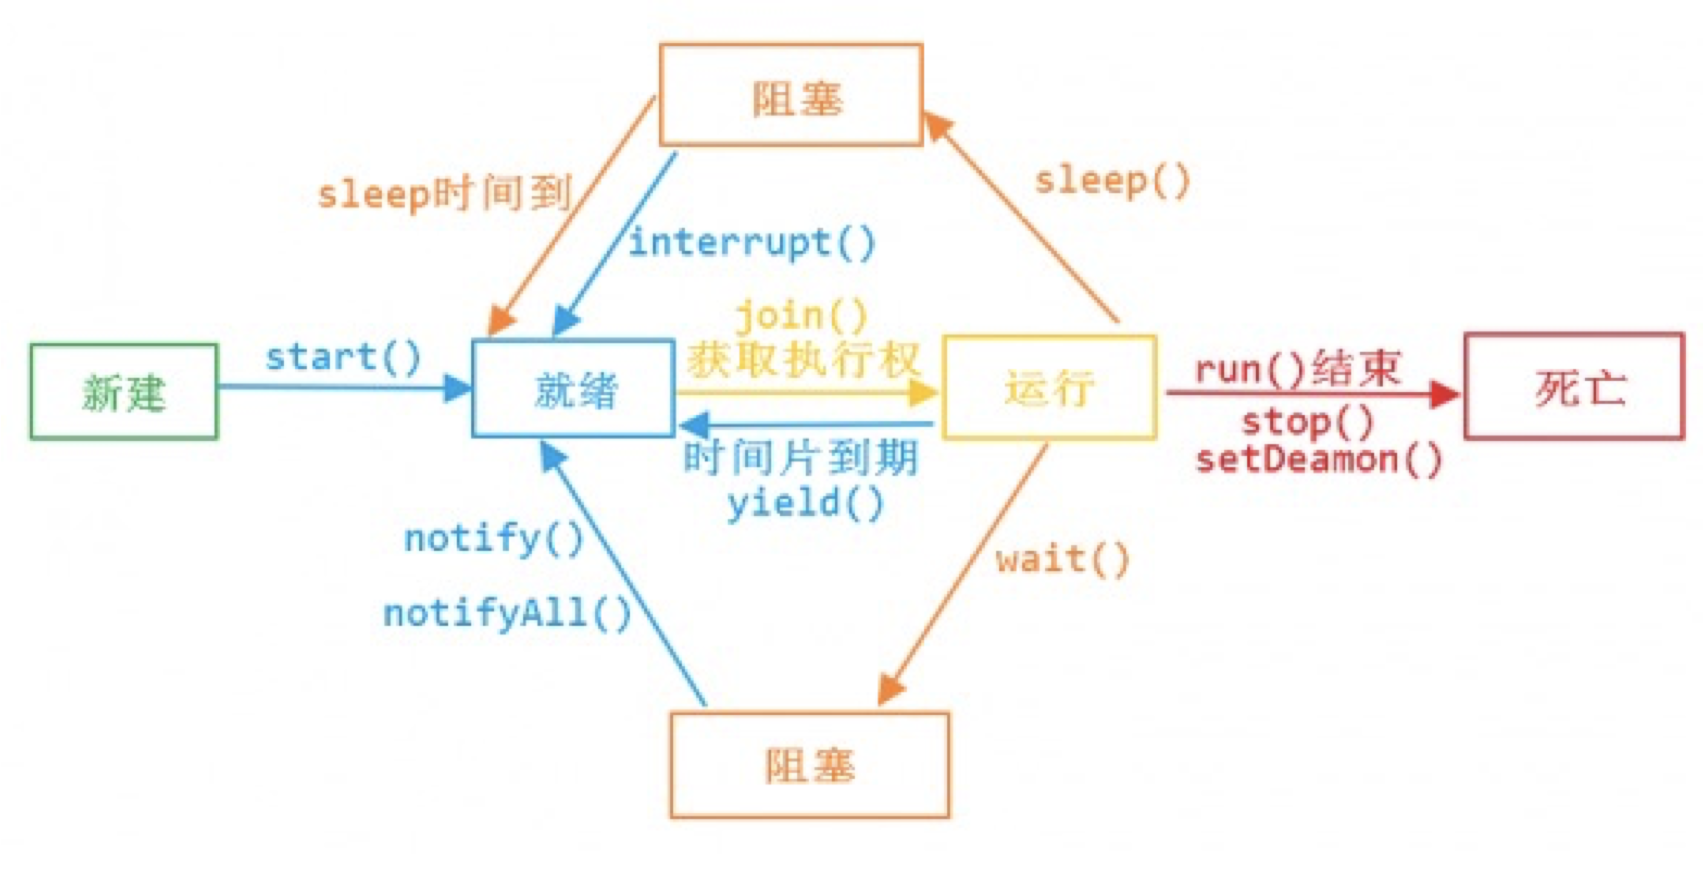 阻塞
sleep时间到
sleep()
interrupt()
join()
获取执行权
start()
新建
就绪
运行
run()结束
死亡
stop()
setDeamon()
时间片到期
yield()
notify()
wait()
notifyAll()
阻塞